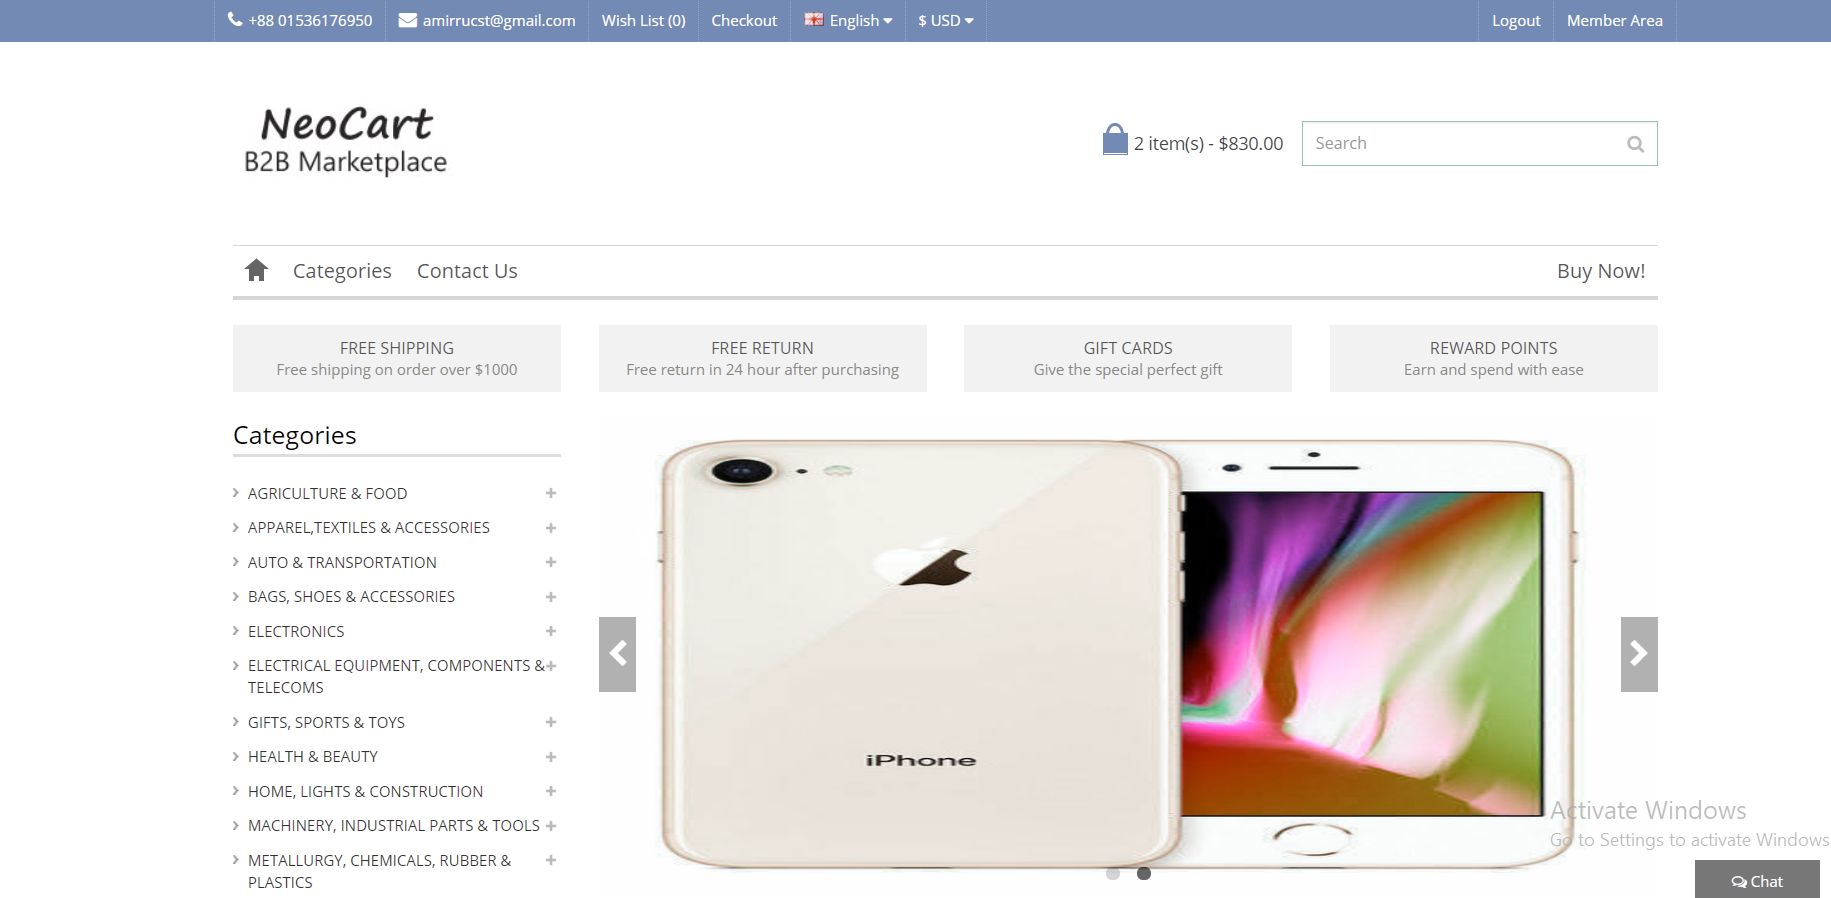 +88 01536176950 amirrucst@gmail.com Wish List (0) Checkout English $ USD Logout Member Area
NeoCart
B2B Marketplace
2 item(s) - $830.00 Search
Categories Contact Us Buy Now!
FREE SHIPPING
Free shipping on order over $1000
FREE RETURN
Free return in 24 hour after purchasing
GIFT CARDS
Give the special perfect gift
REWARD POINTS
Earn and spend with ease
Categories
AGRICULTURE & FOOD
APPAREL,TEXTILES & ACCESSORIES
AUTO & TRANSPORTATION
BAGS, SHOES & ACCESSORIES
ELECTRONICS
ELECTRICAL EQUIPMENT, COMPONENTS &
TELECOMS
GIFTS, SPORTS & TOYS
HEALTH & BEAUTY
HOME, LIGHTS & CONSTRUCTION
MACHINERY, INDUSTRIAL PARTS & TOOLS
METALLURGY, CHEMICALS, RUBBER &
PLASTICS
iPhone
Activate Windows
Go to Settings to activate Windows
Chat